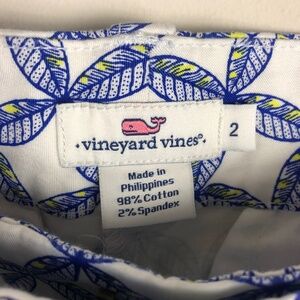 ·vineyard vines®·
2
Made in
Philippines
98% Cotton
2% Spandex